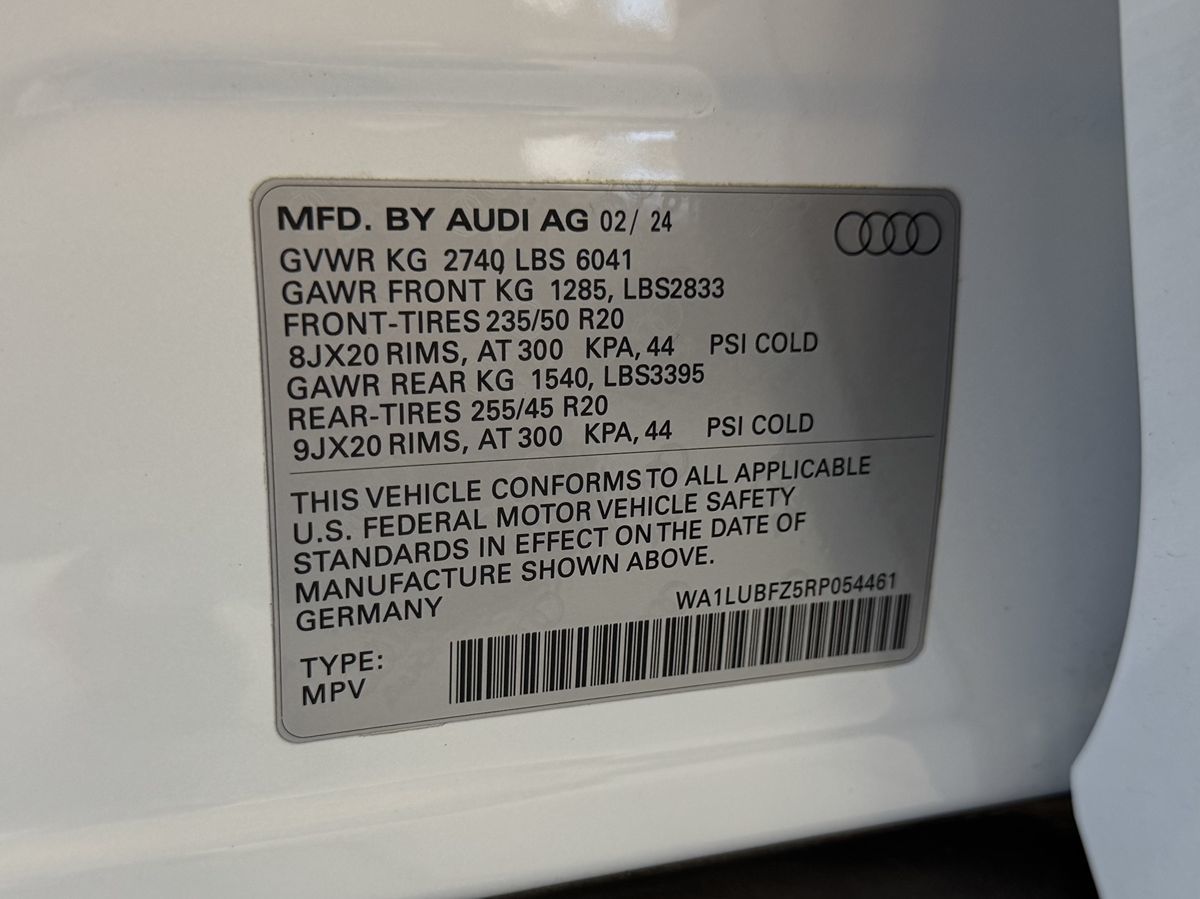 MFD. BY AUDI AG 02/ 24
GVWR KG 2740 LBS 6041
GAWR FRONT KG 1285, LBS2833
FRONT-TIRES 235/50 R20
8JX20 RIMS, AT 300 KPA, 44 PSI COLD
GAWR REAR KG 1540, LBS3395
REAR-TIRES 255/45 R20
9JX20 RIMS, AT 300 KPA, 44 PSI COLD
THIS VEHICLE CONFORMS TO ALL APPLICABLE
U.S. FEDERAL MOTOR VEHICLE SAFETY
STANDARDS IN EFFECT ON THE DATE OF
MANUFACTURE SHOWN ABOVE.
GERMANY
WA1LUBFZ5RP054461
TYPE:
MPV